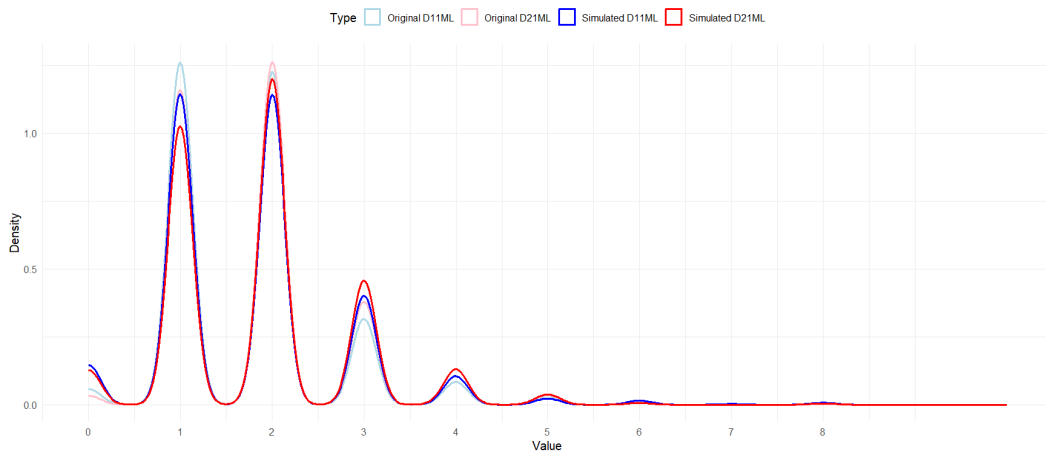 Type Original D11ML Original D21ML Simulated D11ML Simulated D21ML
1.0
Density
0.5
0.0
0 1 2 3 4 5 6 7 8
Value